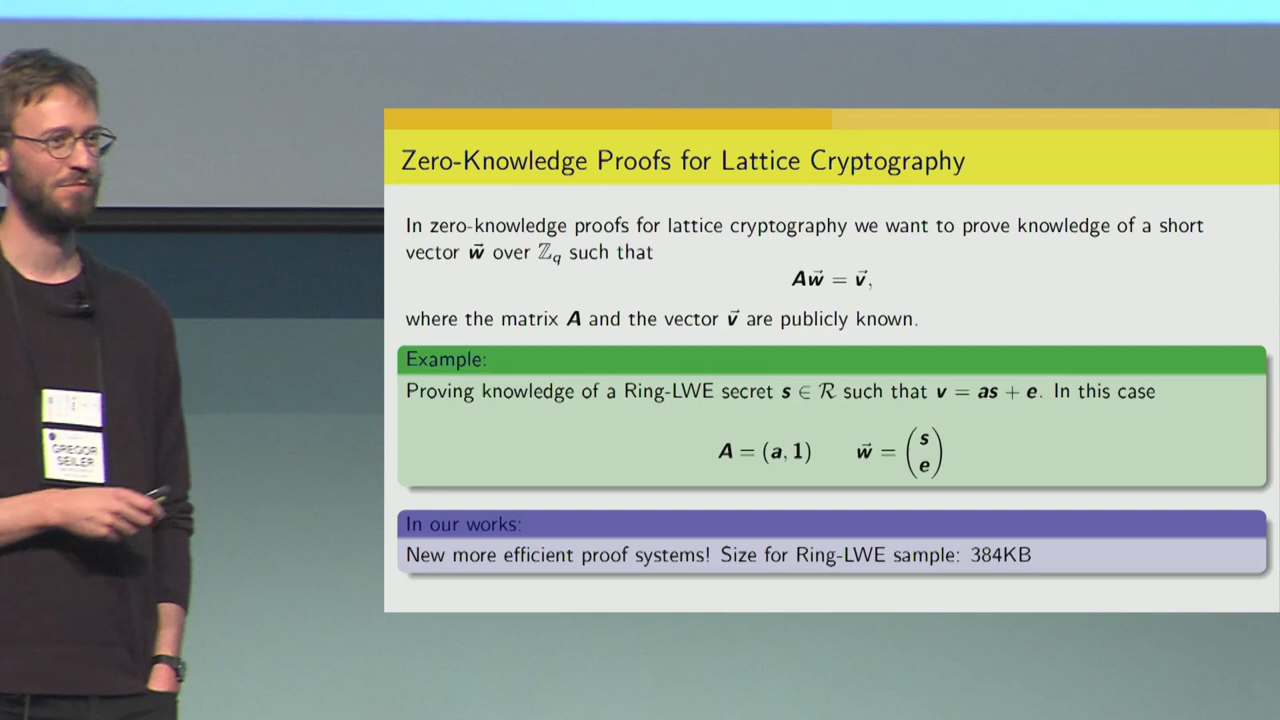 Zero-Knowledge Proofs for Lattice Cryptography
In zero-knowledge proofs for lattice cryptography we want to prove knowledge of a short
vector w⃗ over ℤ_q such that
Aw⃗ = v⃗,
where the matrix A and the vector v⃗ are publicly known.
Example:
Proving knowledge of a Ring-LWE secret s ∈ R such that v = as + e. In this case
A = (a, 1) w⃗ = (s
e)
In our works:
New more efficient proof systems! Size for Ring-LWE sample: 384KB
GREGOR
SEILER